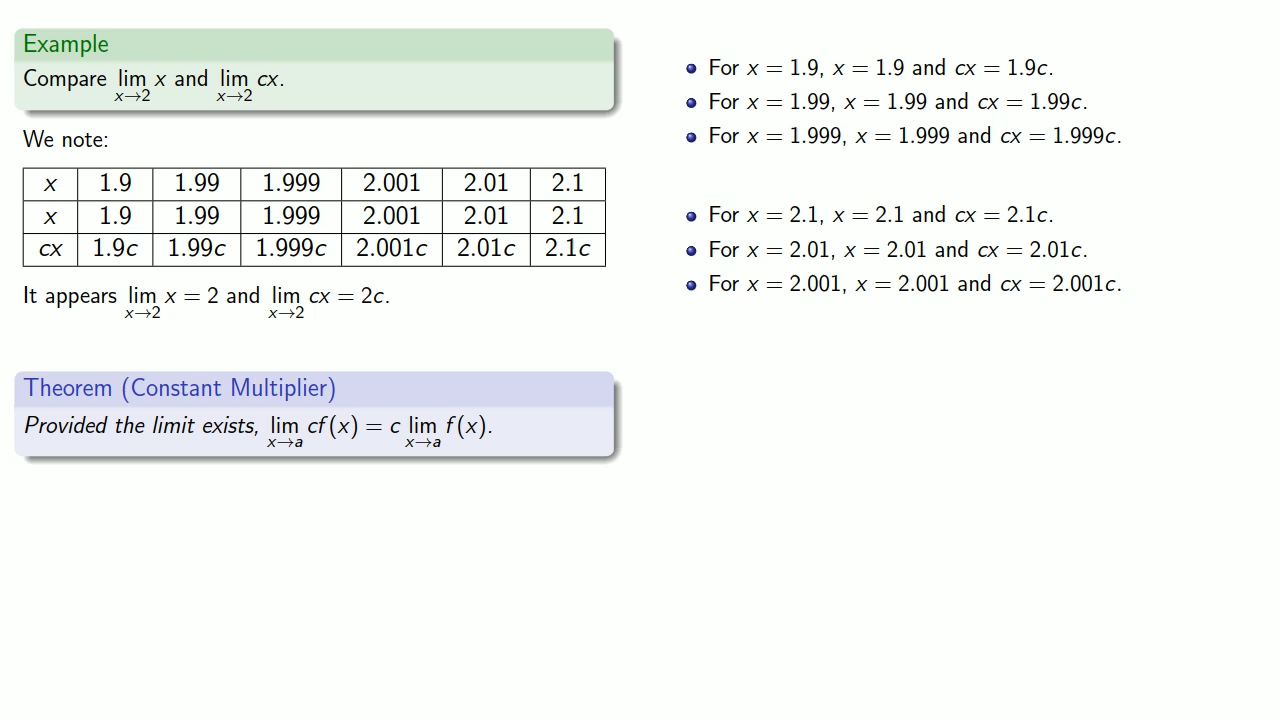 Example
Compare lim x→2 x and lim x→2 cx.
We note:
x 1.9 1.99 1.999 2.001 2.01 2.1
x 1.9 1.99 1.999 2.001 2.01 2.1
cx 1.9c 1.99c 1.999c 2.001c 2.01c 2.1c
It appears lim x→2 x = 2 and lim x→2 cx = 2c.
Theorem (Constant Multiplier)
Provided the limit exists, lim x→a cf(x) = c lim x→a f(x).
• For x = 1.9, x = 1.9 and cx = 1.9c.
• For x = 1.99, x = 1.99 and cx = 1.99c.
• For x = 1.999, x = 1.999 and cx = 1.999c.
• For x = 2.1, x = 2.1 and cx = 2.1c.
• For x = 2.01, x = 2.01 and cx = 2.01c.
• For x = 2.001, x = 2.001 and cx = 2.001c.